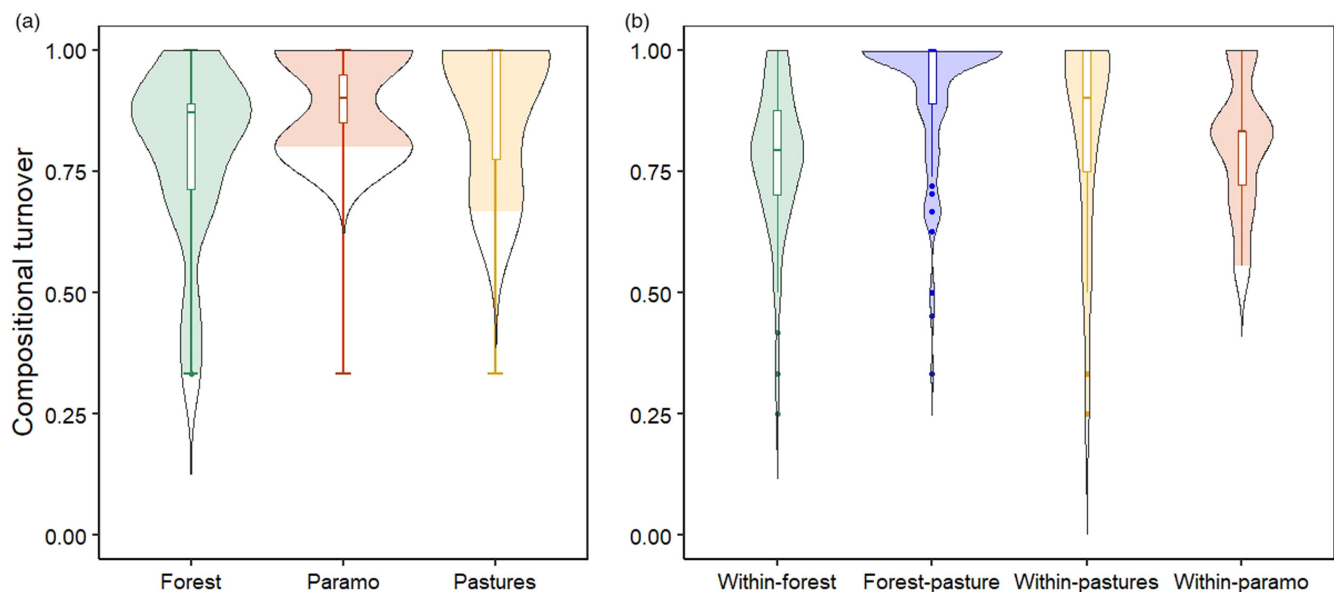 (a)
(b)
Compositional turnover
1.00
0.75
0.50
0.25
0.00
Forest Paramo Pastures
1.00
0.75
0.50
0.25
0.00
Within-forest Forest-pasture Within-pastures Within-paramo